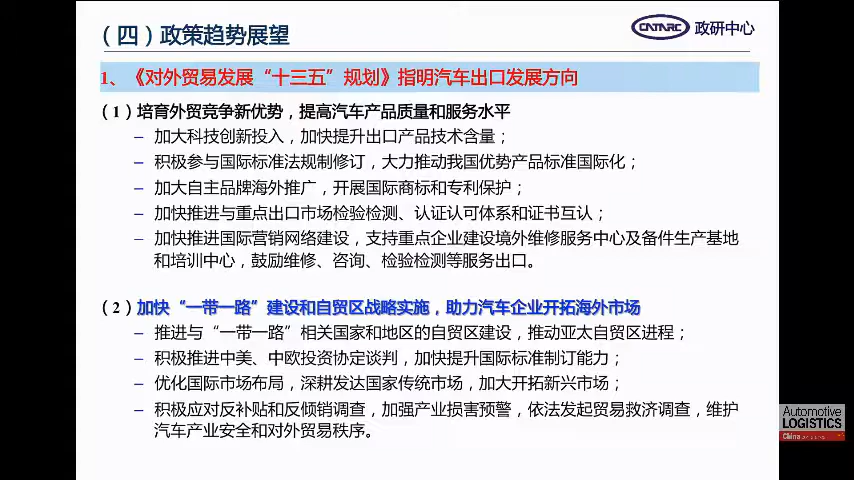 （四）政策趋势展望
CATARC 政研中心
1、《对外贸易发展“十三五”规划》指明汽车出口发展方向
（1）培育外贸竞争新优势，提高汽车产品质量和服务水平
– 加大科技创新投入，加快提升出口产品技术含量；
– 积极参与国际标准法规制修订，大力推动我国优势产品标准国际化；
– 加大自主品牌海外推广，开展国际商标和专利保护；
– 加快推进与重点出口市场检验检测、认证认可体系和证书互认；
– 加快推进国际营销网络建设，支持重点企业建设境外维修服务中心及备件生产基地
和培训中心，鼓励维修、咨询、检验检测等服务出口。
（2）加快“一带一路”建设和自贸区战略实施，助力汽车企业开拓海外市场
– 推进与“一带一路”相关国家和地区的自贸区建设，推动亚太自贸区进程；
– 积极推进中美、中欧投资协定谈判，加快提升国际标准制订能力；
– 优化国际市场布局，深耕发达国家传统市场，加大开拓新兴市场；
– 积极应对反补贴和反倾销调查，加强产业损害预警，依法发起贸易救济调查，维护
汽车产业安全和对外贸易秩序。
Automotive
LOGISTICS
China